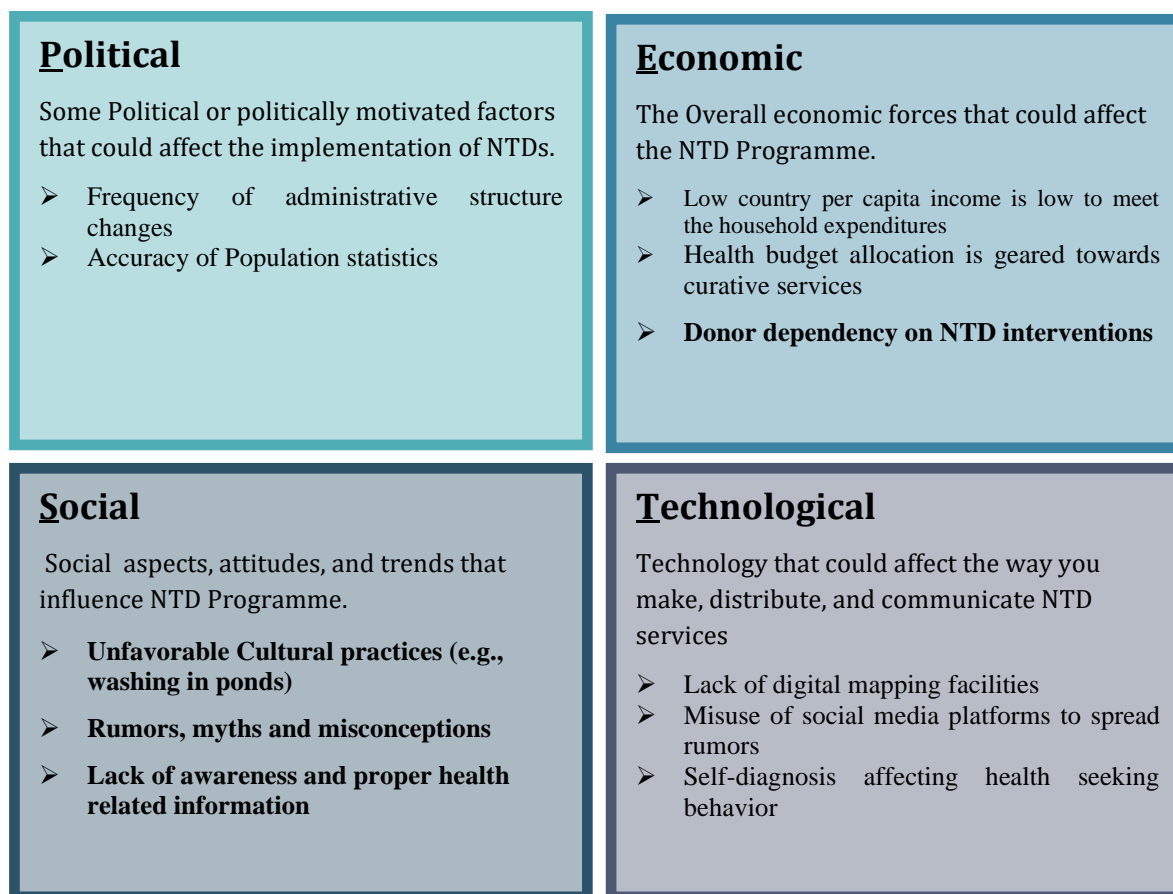 Political
Some Political or politically motivated factors
that could affect the implementation of NTDs.
➢ Frequency of administrative structure
changes
➢ Accuracy of Population statistics
Economic
The Overall economic forces that could affect
the NTD Programme.
➢ Low country per capita income is low to meet
the household expenditures
➢ Health budget allocation is geared towards
curative services
➢ Donor dependency on NTD interventions
Social
Social aspects, attitudes, and trends that
influence NTD Programme.
➢ Unfavorable Cultural practices (e.g.,
washing in ponds)
➢ Rumors, myths and misconceptions
➢ Lack of awareness and proper health
related information
Technological
Technology that could affect the way you
make, distribute, and communicate NTD
services
➢ Lack of digital mapping facilities
➢ Misuse of social media platforms to spread
rumors
➢ Self-diagnosis affecting health seeking
behavior